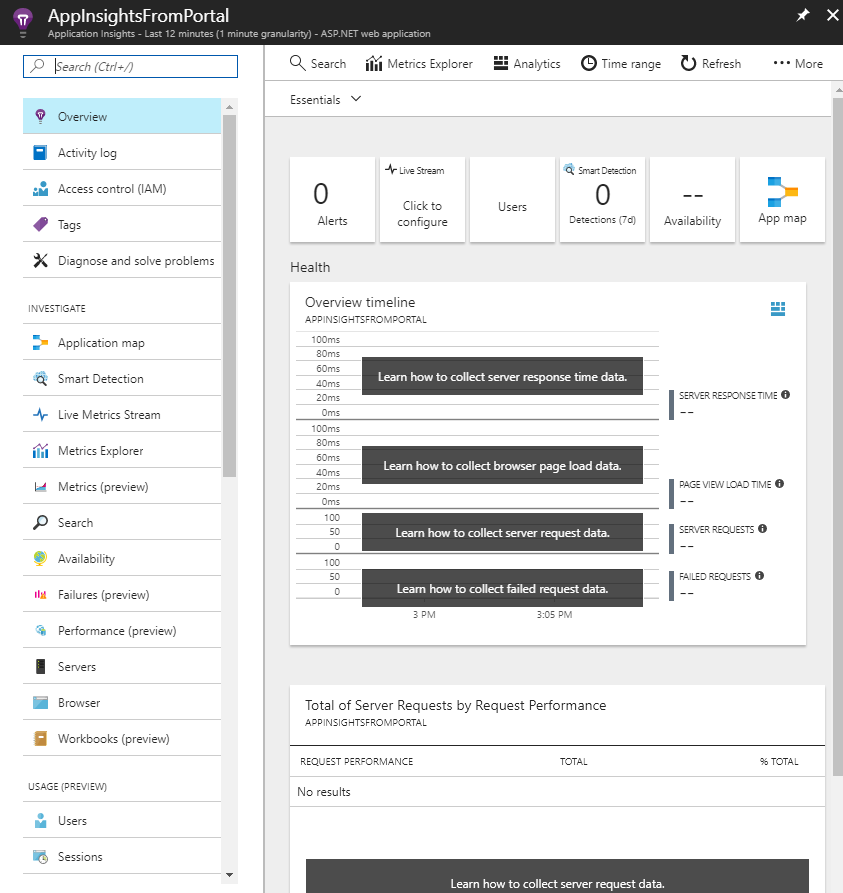 AppInsightsFromPortal
Application Insights - Last 12 minutes (1 minute granularity) - ASP.NET web application
Search (Ctrl+/)
Overview
Activity log
Access control (IAM)
Tags
Diagnose and solve problems
INVESTIGATE
Application map
Smart Detection
Live Metrics Stream
Metrics Explorer
Metrics (preview)
Search
Availability
Failures (preview)
Performance (preview)
Servers
Browser
Workbooks (preview)
USAGE (PREVIEW)
Users
Sessions
Search Metrics Explorer Analytics Time range Refresh ••• More
Essentials
0
Alerts
Live Stream
Click to
configure
Users
Smart Detection
0
Detections (7d)
--
Availability
App map
Health
Overview timeline
APPINSIGHTSFROMPORTAL
100ms
80ms
60ms
40ms
20ms
0ms
Learn how to collect server response time data.
SERVER RESPONSE TIME
--
100ms
80ms
60ms
40ms
20ms
0ms
Learn how to collect browser page load data.
PAGE VIEW LOAD TIME
--
100
50
0
Learn how to collect server request data.
SERVER REQUESTS
--
100
50
0
Learn how to collect failed request data.
FAILED REQUESTS
--
3 PM 3:05 PM
Total of Server Requests by Request Performance
APPINSIGHTSFROMPORTAL
REQUEST PERFORMANCE TOTAL % TOTAL
No results
Learn how to collect server request data.